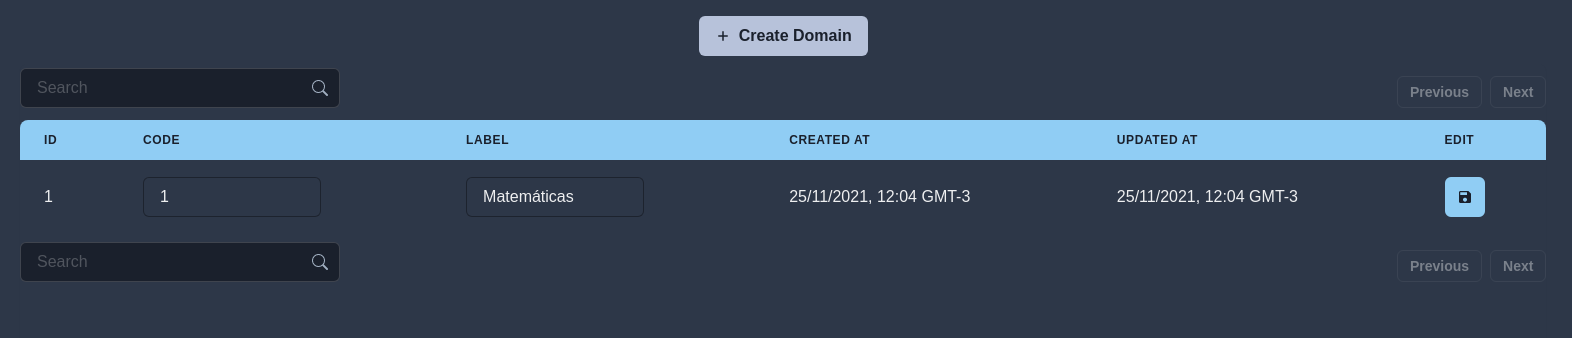 + Create Domain
Search
Previous Next
ID CODE LABEL CREATED AT UPDATED AT EDIT
1 1 Matemáticas 25/11/2021, 12:04 GMT-3 25/11/2021, 12:04 GMT-3
Search
Previous Next